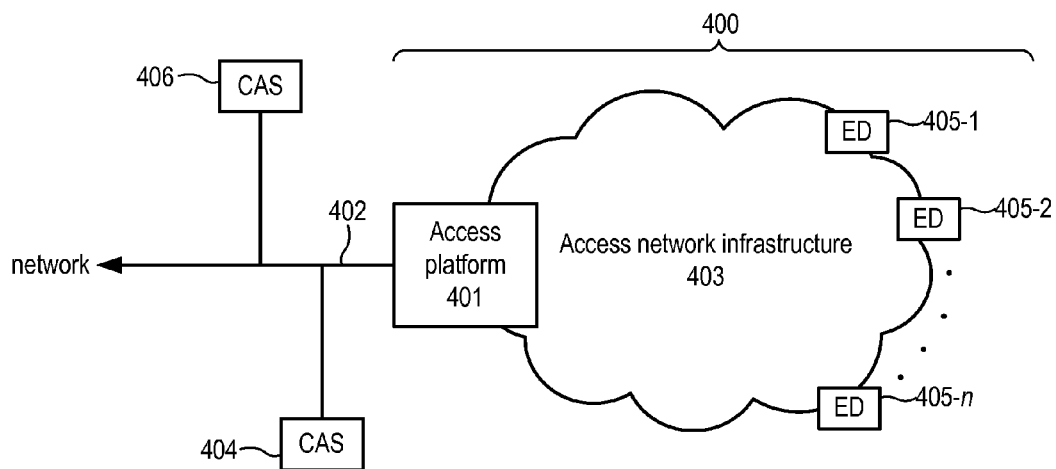 400
406
CAS
ED
405-1
ED
405-2
402
Access
platform
401
Access network infrastructure
403
network
ED
405-n
404
CAS